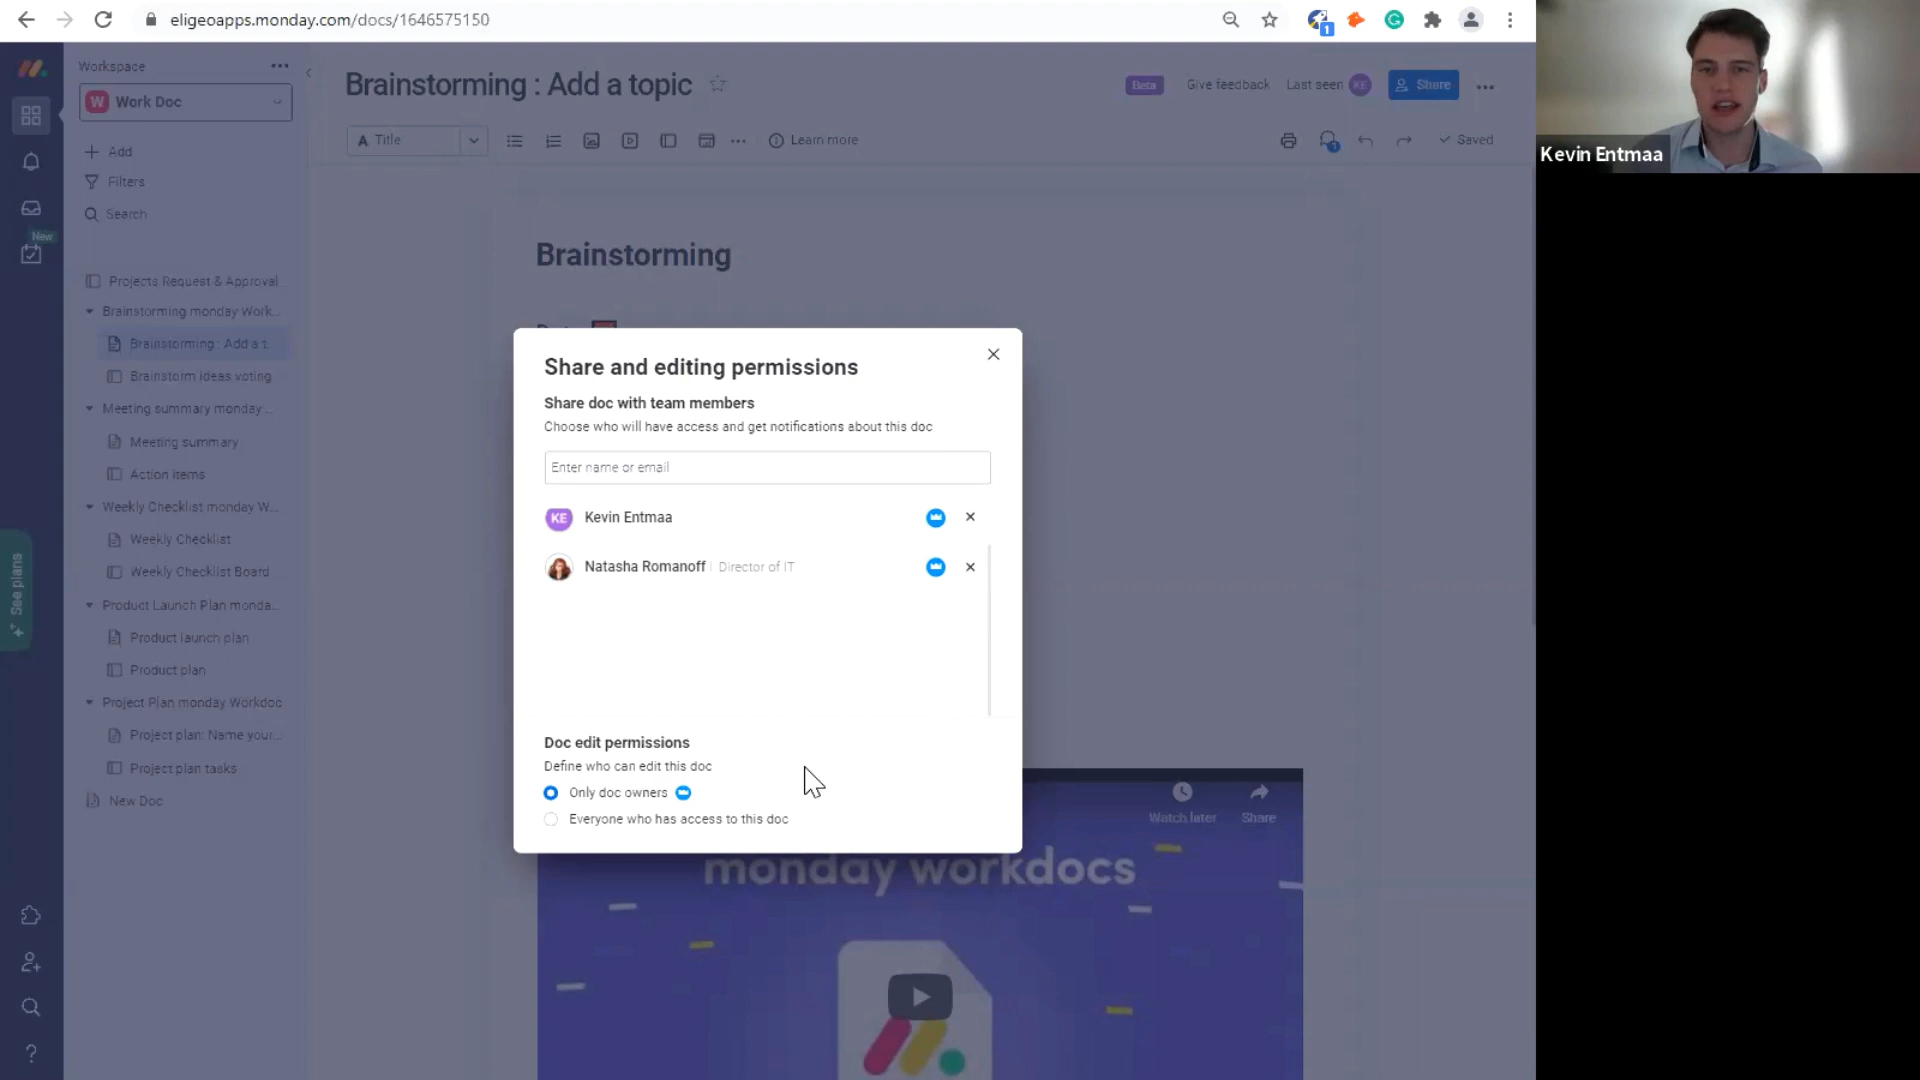 eligeoapps.monday.com/docs/1646575150
1
Kevin Entmaa
Workspace
W Work Doc
Add
Filters
Search
New
Projects Request & Approval
Brainstorming monday Work...
Brainstorming : Add a t
Brainstorm ideas voting
Meeting summary monday ...
Meeting summary
Action items
Weekly Checklist monday W...
Weekly Checklist
Weekly Checklist Board
Product Launch Plan monda...
Product launch plan
Product plan
Project Plan monday Workdoc
Project plan: Name your...
Project plan tasks
New Doc
See plans
Brainstorming : Add a topic
Beta
Give feedback
Last seen KE
Share
A Title
Learn more
1
Saved
Brainstorming
Share and editing permissions
Share doc with team members
Choose who will have access and get notifications about this doc
Enter name or email
KE Kevin Entmaa
Natasha Romanoff | Director of IT
Doc edit permissions
Define who can edit this doc
Only doc owners
Everyone who has access to this doc
Watch later
Share
monday workdocs